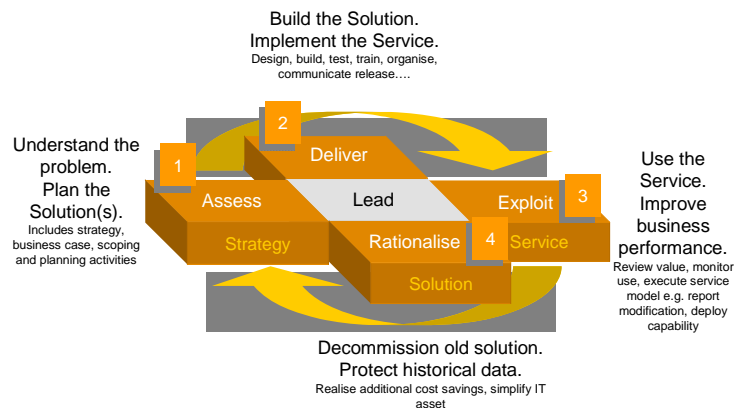 Build the Solution.
Implement the Service.
Design, build, test, train, organise,
communicate release....
2
Deliver
Understand the
problem.
Plan the
Solution(s).
Includes strategy,
business case, scoping
and planning activities
1
Assess
Strategy
Lead
3
Exploit
Service
Use the
Service.
Improve
business
performance.
Review value, monitor
use, execute service
model e.g. report
modification, deploy
capability
4
Rationalise
Solution
Decommission old solution.
Protect historical data.
Realise additional cost savings, simplify IT
asset